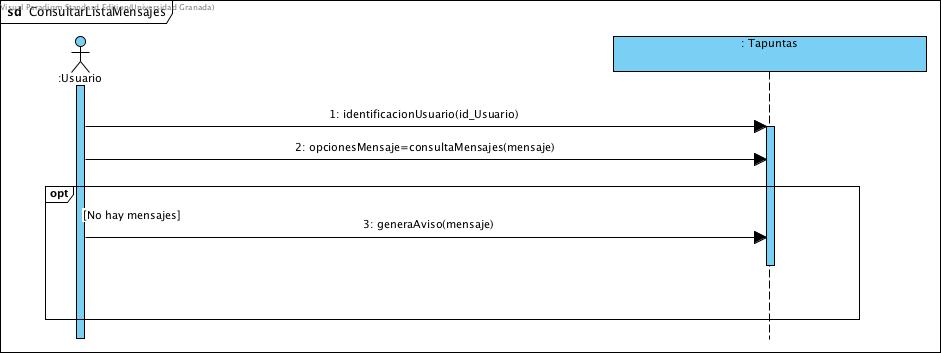 Visual Paradigm Standard Edition(Universidad Granada)
sd ConsultarListaMensajes
: Tapuntas
:Usuario
1: identificacionUsuario(id_Usuario)
2: opcionesMensaje=consultaMensajes(mensaje)
opt
[No hay mensajes]
3: generaAviso(mensaje)